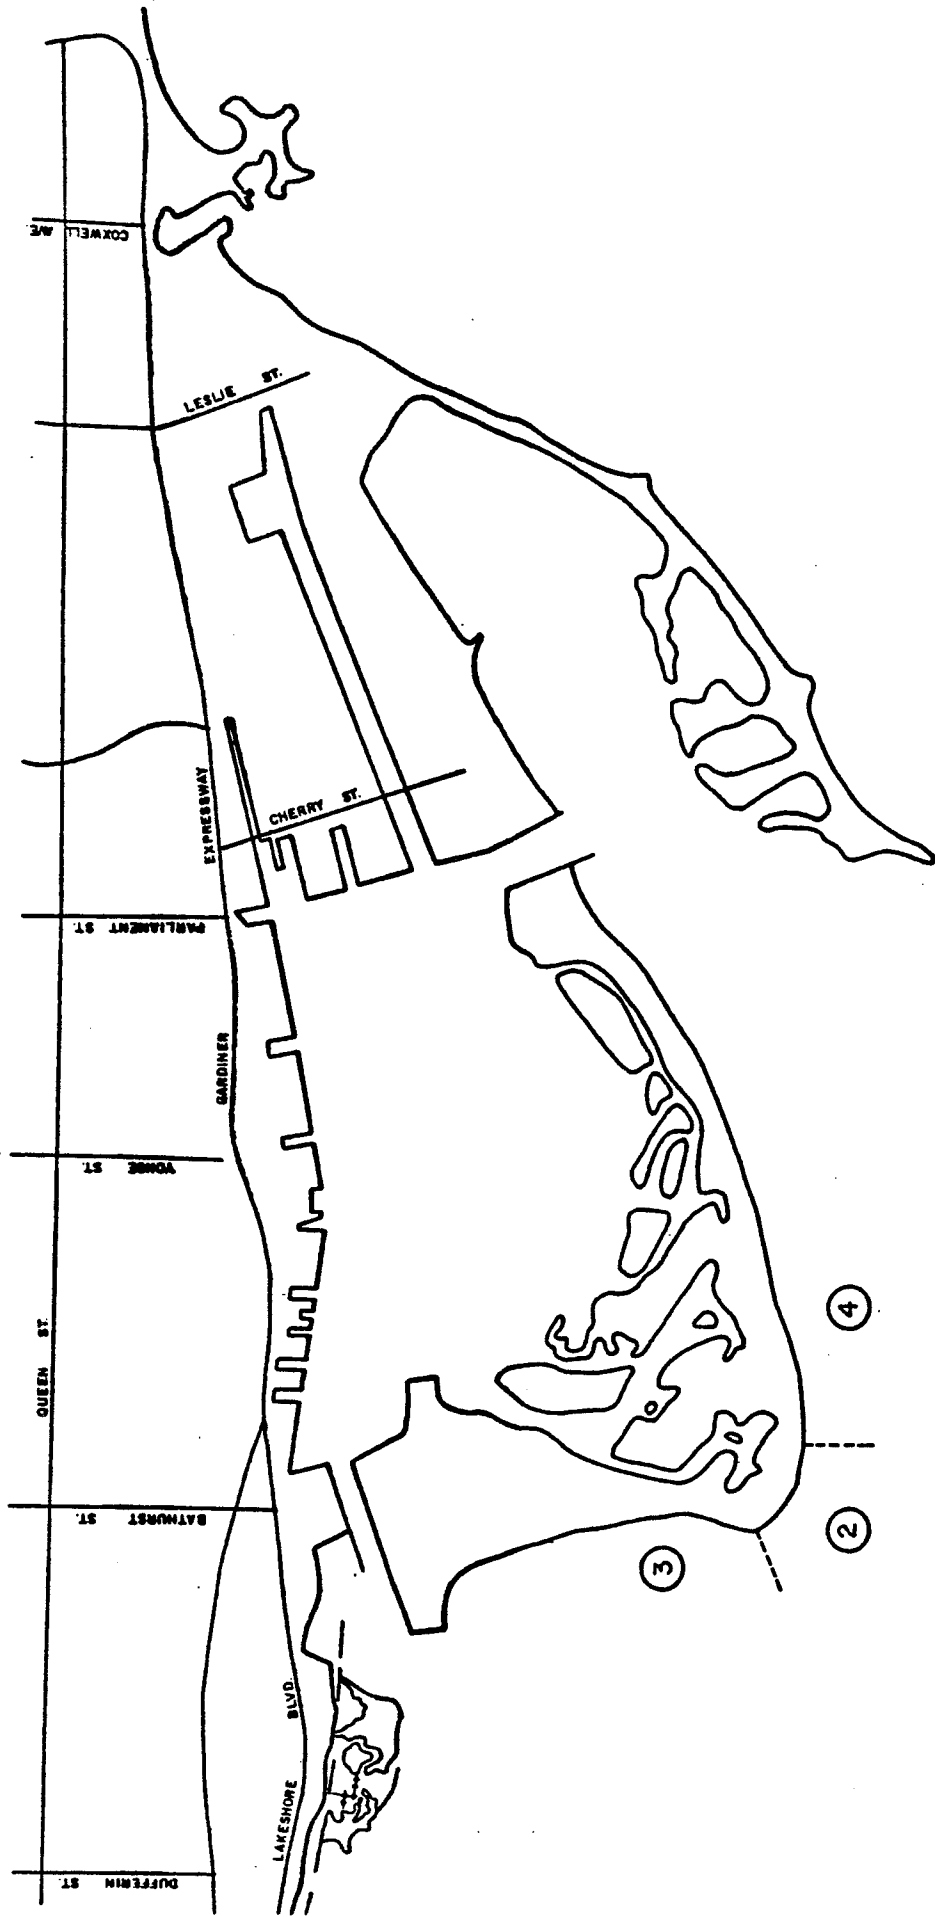 COXWELL AVE.
LESLIE ST.
CHERRY ST.
EXPRESSWAY
PARLIAMENT ST.
GARDINER
YONGE ST.
QUEEN ST.
BATHURST ST.
LAKESHORE BLVD.
DUFFERIN ST.
4
2
3